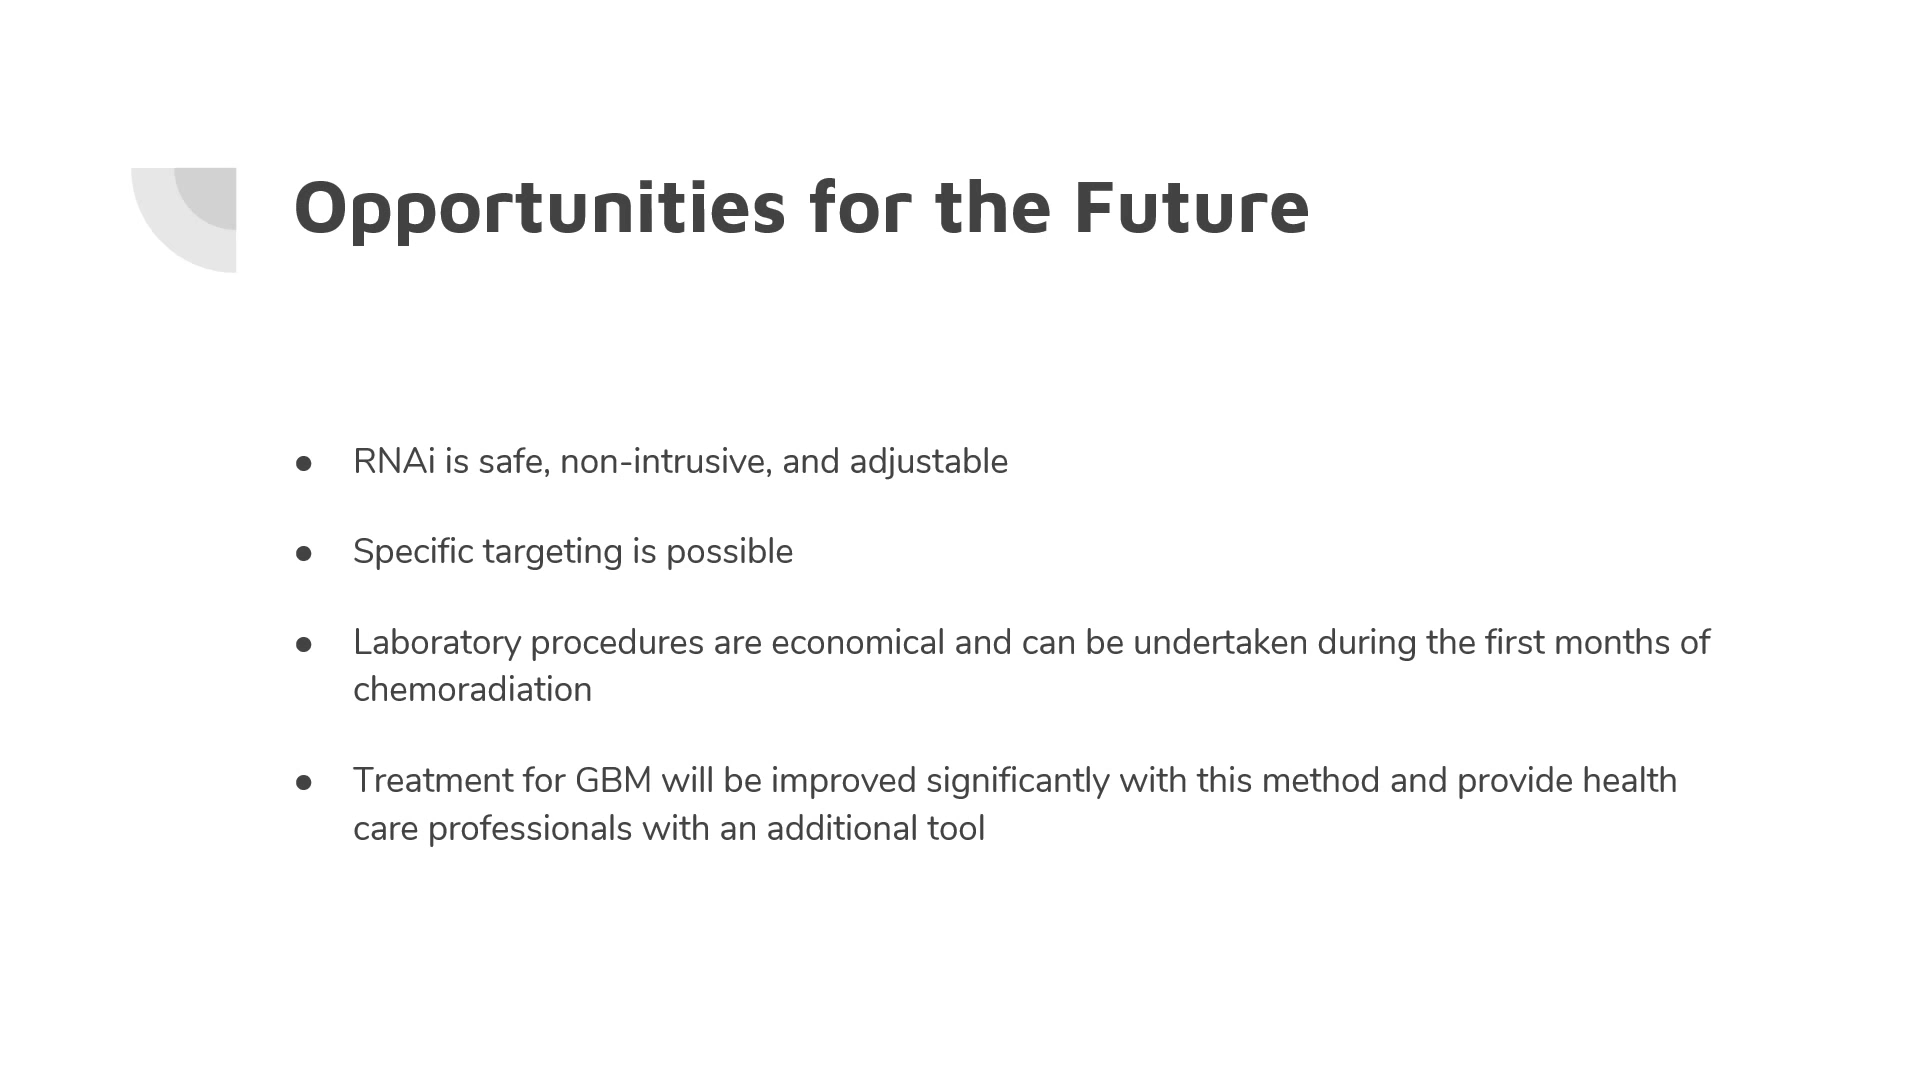 Opportunities for the Future
● RNAi is safe, non-intrusive, and adjustable
● Specific targeting is possible
● Laboratory procedures are economical and can be undertaken during the first months of
chemoradiation
● Treatment for GBM will be improved significantly with this method and provide health
care professionals with an additional tool